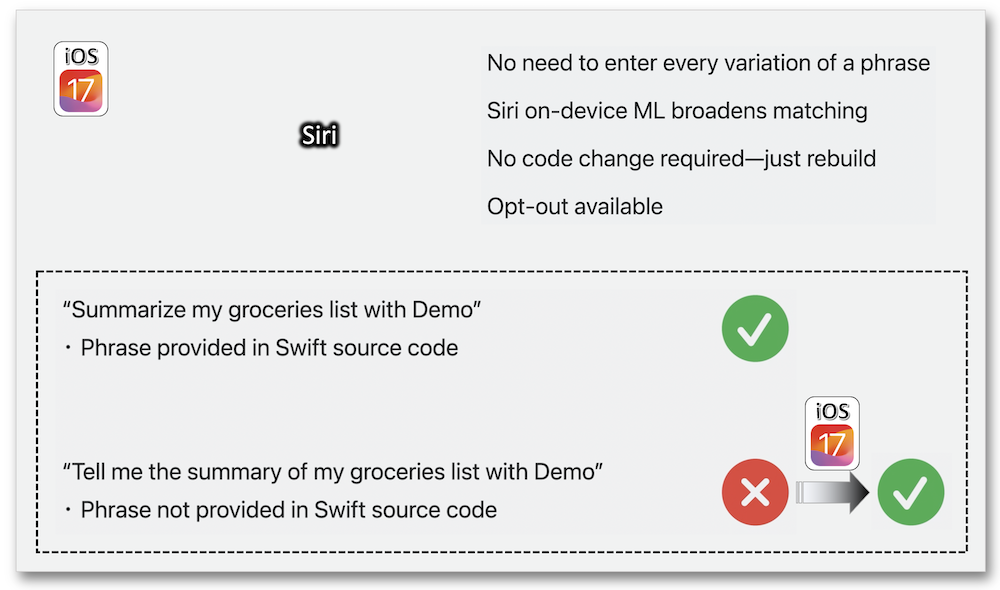 iOS
17
Siri
No need to enter every variation of a phrase
Siri on-device ML broadens matching
No code change required—just rebuild
Opt-out available
“Summarize my groceries list with Demo”
· Phrase provided in Swift source code
iOS
17
“Tell me the summary of my groceries list with Demo”
· Phrase not provided in Swift source code